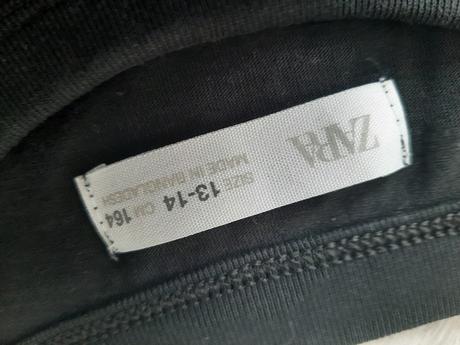 ZARA
MADE IN BANGLADESH
SIZE 13-14 CM 164